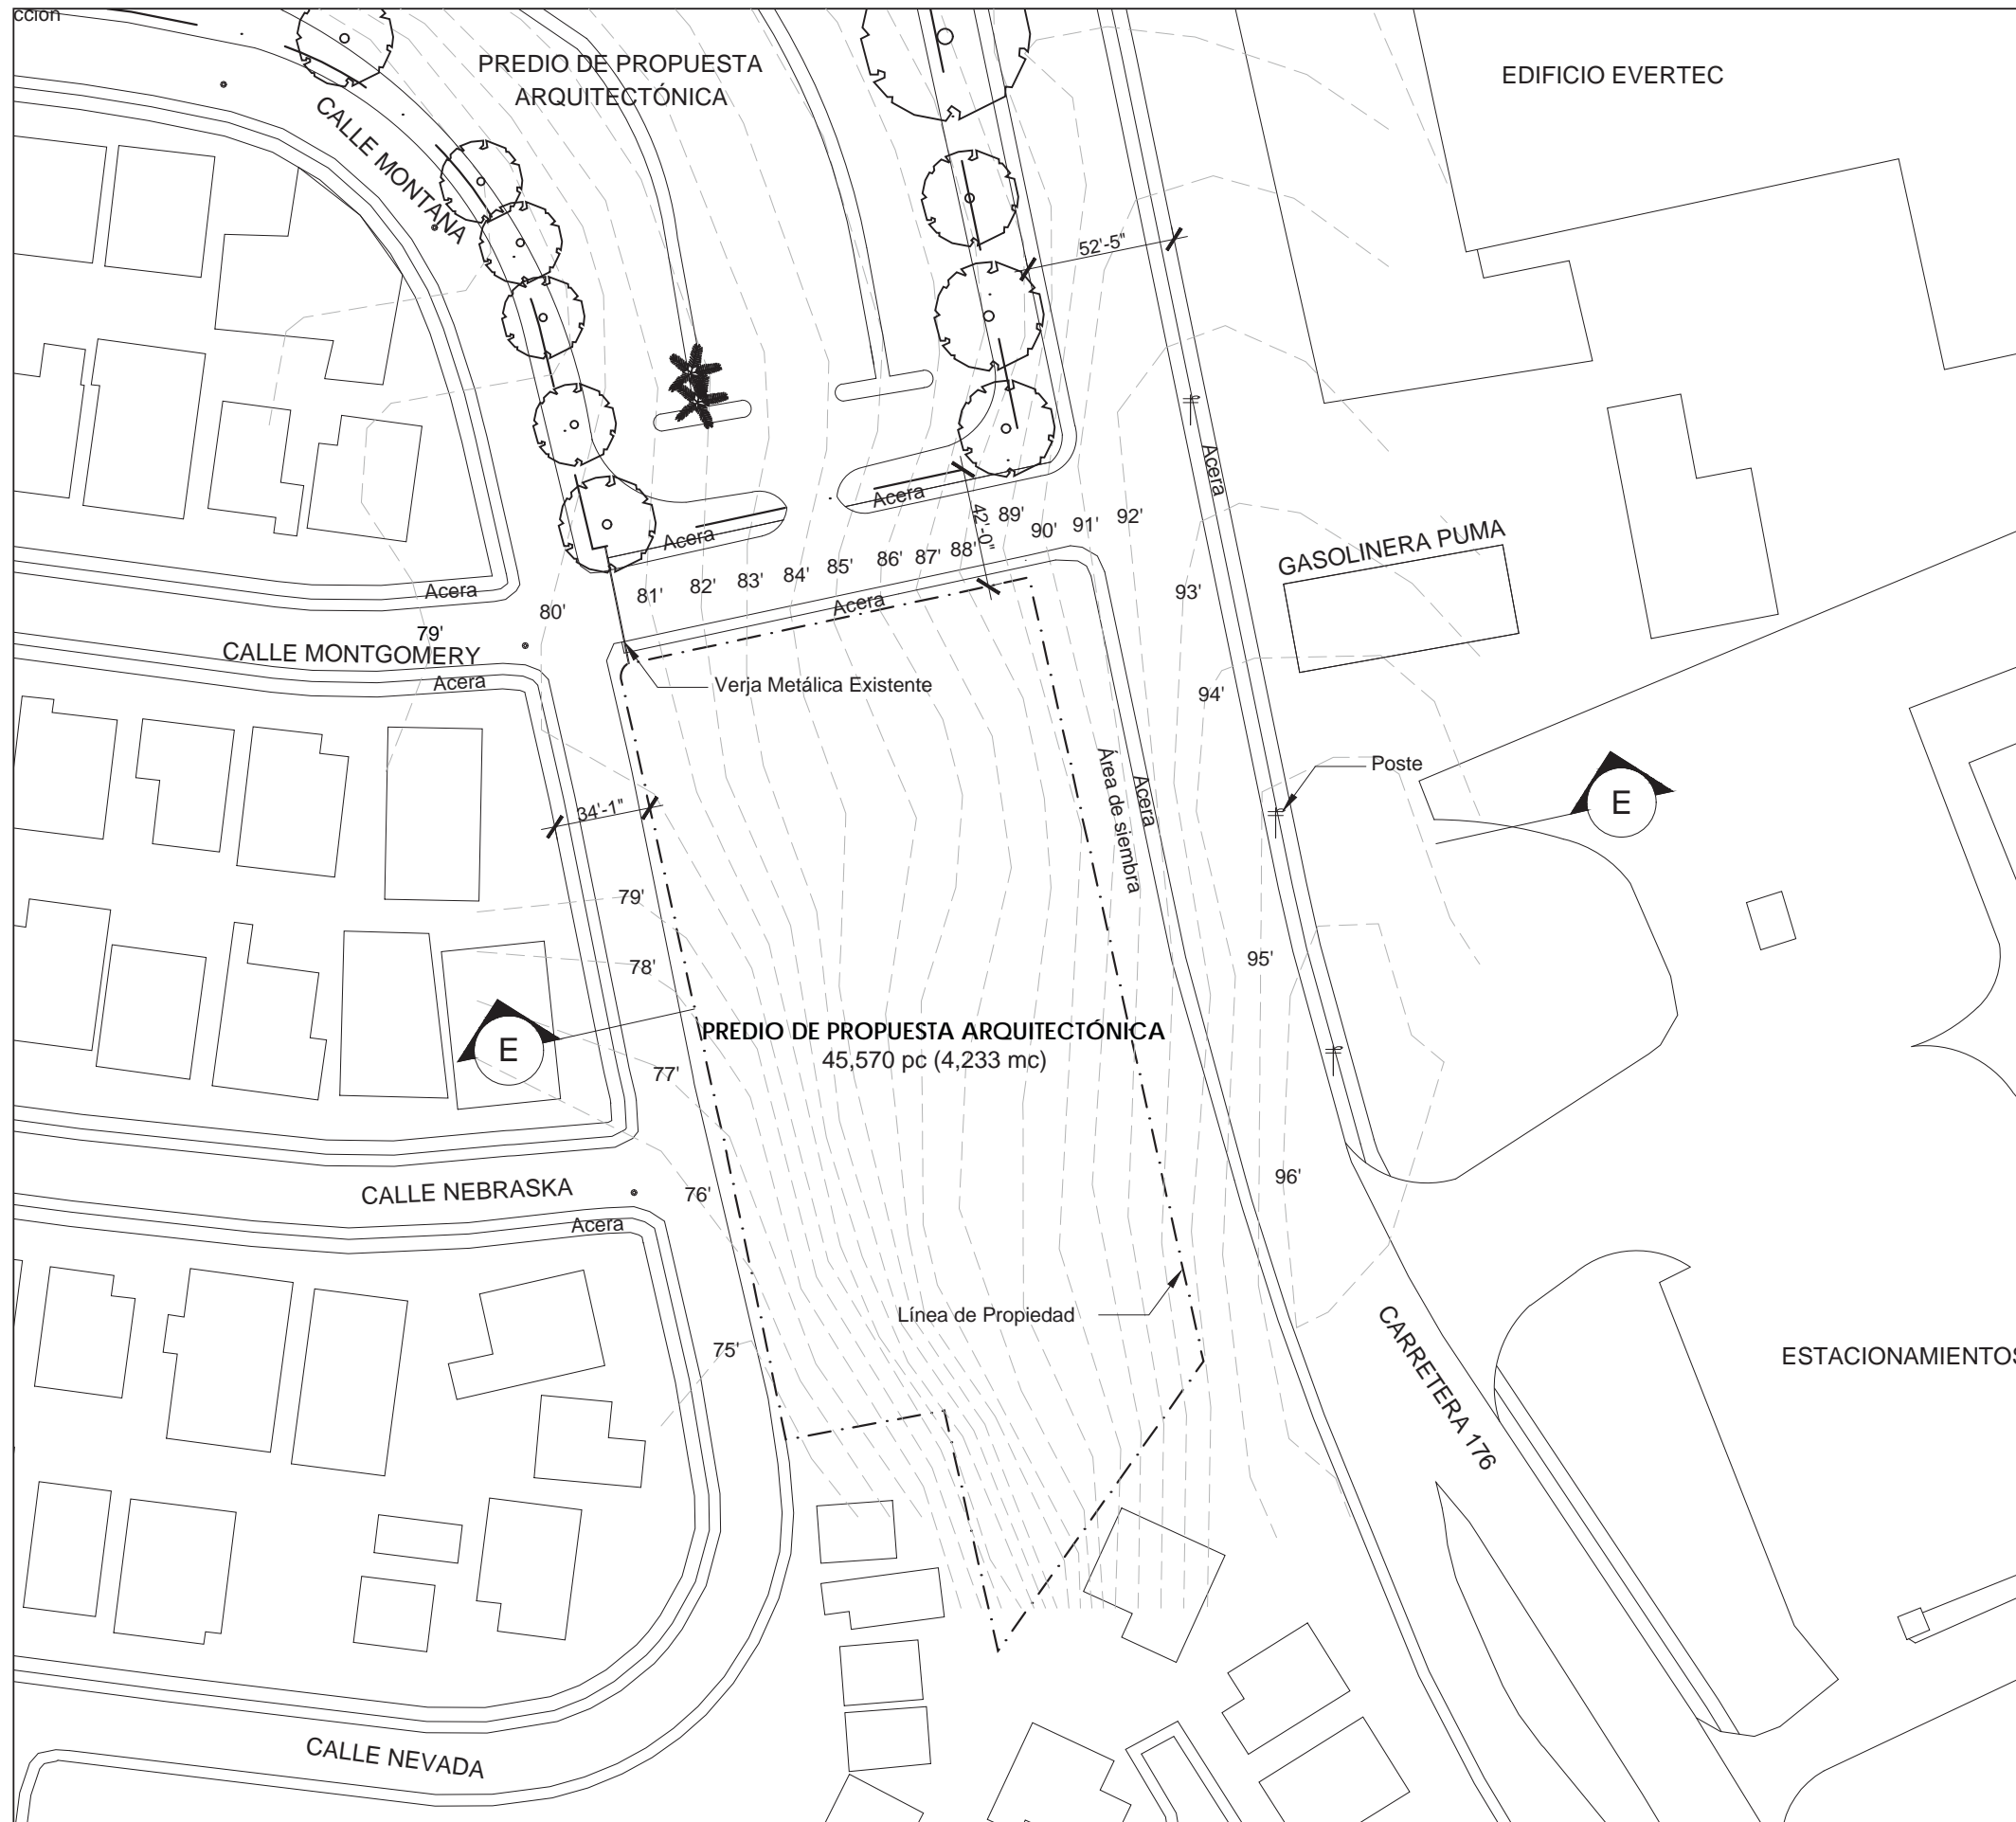 cción
PREDIO DE PROPUESTA
ARQUITECTÓNICA
EDIFICIO EVERTEC
CALLE MONTANA
52'-5"
Acera
Acera
Acera
42'-0"
89'
90'
91'
92'
88'
87'
86'
85'
84'
83'
82'
81'
80'
79'
GASOLINERA PUMA
Acera
Acera
93'
CALLE MONTGOMERY
Acera
Verja Metálica Existente
94'
Poste
Área de siembra
Acera
E
34'-1"
79'
78'
95'
E
PREDIO DE PROPUESTA ARQUITECTÓNICA
45,570 pc (4,233 mc)
77'
76'
96'
CALLE NEBRASKA
Acera
Línea de Propiedad
75'
CARRETERA 176
ESTACIONAMIENTOS
CALLE NEVADA